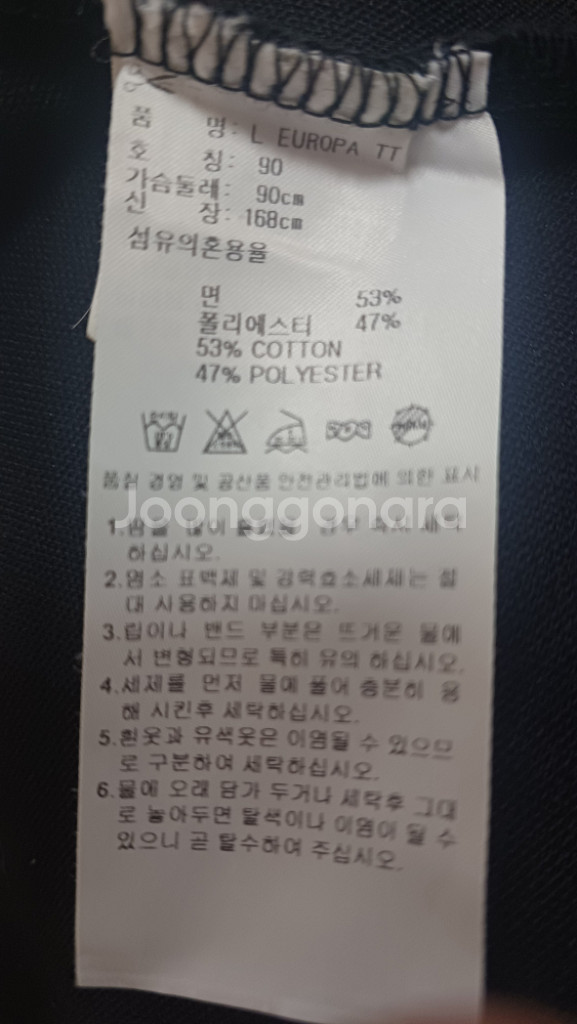 품 명: L EUROPA TT
호 칭: 90
가슴둘레: 90cm
신 장: 168cm
섬유의혼용율
면 53%
폴리에스터 47%
53% COTTON
47% POLYESTER
품질 경영 및 공산품 안전관리법에 의한 표시
Joonggonara
1.땀을 많이
하십시오.
2.염소 표백제 및 강력효소세제는 절
대 사용하지 마십시오.
3.립이나 밴드 부분은 뜨거운 물에
서 변형되므로 특히 유의 하십시오.
4.세제를 먼저 물에 풀어 충분히 용
해 시킨후 세탁하십시오.
5.흰옷과 유색옷은 이염될 수 있으므
로 구분하여 세탁하십시오.
6.물에 오래 담가 두거나 세탁후 그대
로 놓아두면 탈색이나 이염이 될 수
있으니 곧 탈수하여 주십시오.